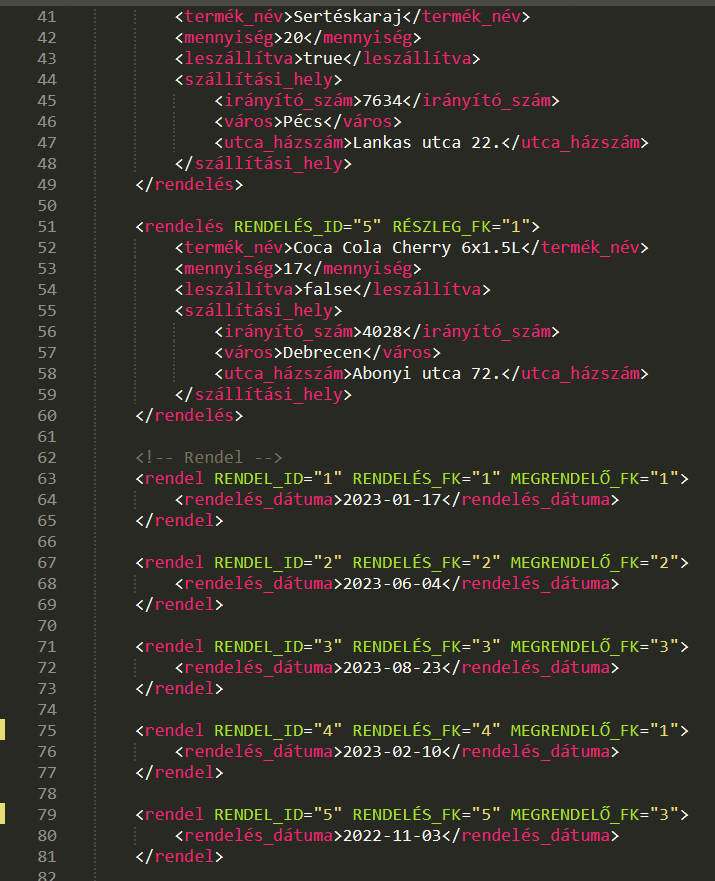 41 <termék_név>Sertéskaraj</termék_név>
42 <mennyiség>20</mennyiség>
43 <leszállítva>true</leszállítva>
44 <szállítási_hely>
45 <irányító_szám>7634</irányító_szám>
46 <város>Pécs</város>
47 <utca_házszám>Lankas utca 22.</utca_házszám>
48 </szállítási_hely>
49 </rendelés>
50
51 <rendelés RENDELÉS_ID="5" RÉSZLEG_FK="1">
52 <termék_név>Coca Cola Cherry 6x1.5L</termék_név>
53 <mennyiség>17</mennyiség>
54 <leszállítva>false</leszállítva>
55 <szállítási_hely>
56 <irányító_szám>4028</irányító_szám>
57 <város>Debrecen</város>
58 <utca_házszám>Abonyi utca 72.</utca_házszám>
59 </szállítási_hely>
60 </rendelés>
61
62 <!-- Rendel -->
63 <rendel RENDEL_ID="1" RENDELÉS_FK="1" MEGRENDELŐ_FK="1">
64 <rendelés_dátuma>2023-01-17</rendelés_dátuma>
65 </rendel>
66
67 <rendel RENDEL_ID="2" RENDELÉS_FK="2" MEGRENDELŐ_FK="2">
68 <rendelés_dátuma>2023-06-04</rendelés_dátuma>
69 </rendel>
70
71 <rendel RENDEL_ID="3" RENDELÉS_FK="3" MEGRENDELŐ_FK="3">
72 <rendelés_dátuma>2023-08-23</rendelés_dátuma>
73 </rendel>
74
75 <rendel RENDEL_ID="4" RENDELÉS_FK="4" MEGRENDELŐ_FK="1">
76 <rendelés_dátuma>2023-02-10</rendelés_dátuma>
77 </rendel>
78
79 <rendel RENDEL_ID="5" RENDELÉS_FK="5" MEGRENDELŐ_FK="3">
80 <rendelés_dátuma>2022-11-03</rendelés_dátuma>
81 </rendel>
82